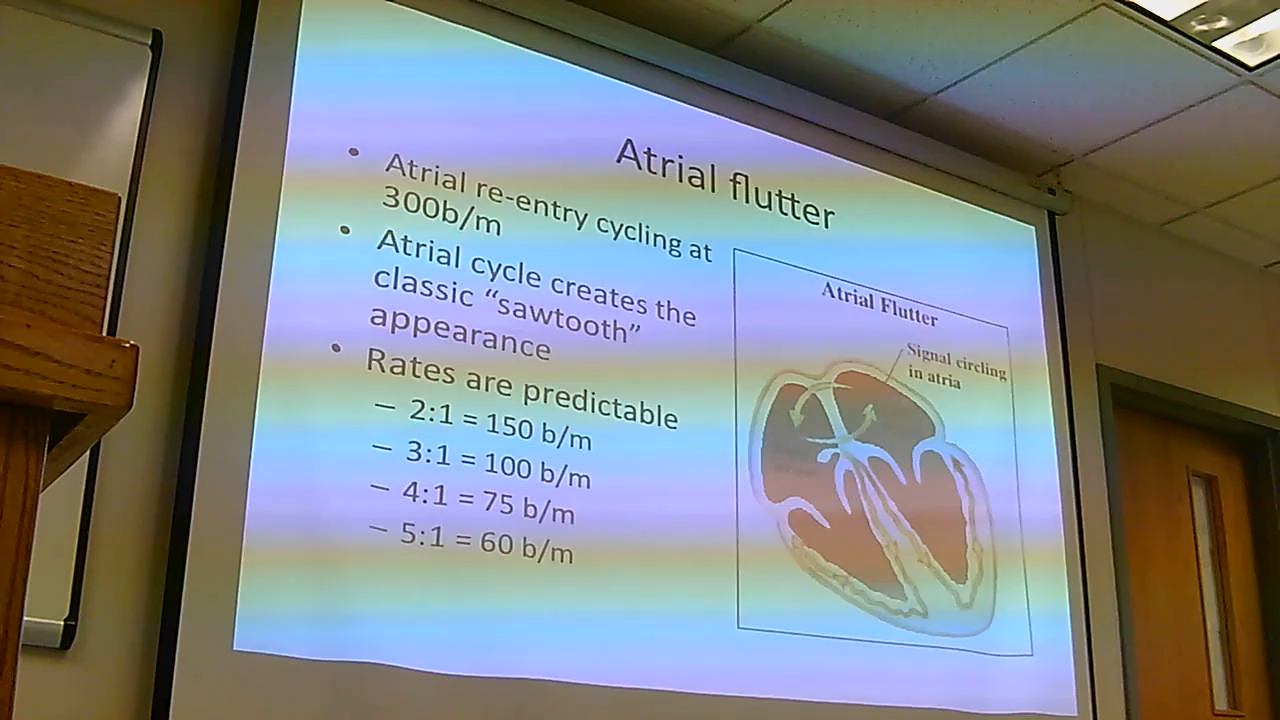 Atrial flutter
• Atrial re-entry cycling at
300b/m
• Atrial cycle creates the
classic “sawtooth”
appearance
• Rates are predictable
– 2:1 = 150 b/m
– 3:1 = 100 b/m
– 4:1 = 75 b/m
– 5:1 = 60 b/m
Atrial Flutter
Signal circling
in atria